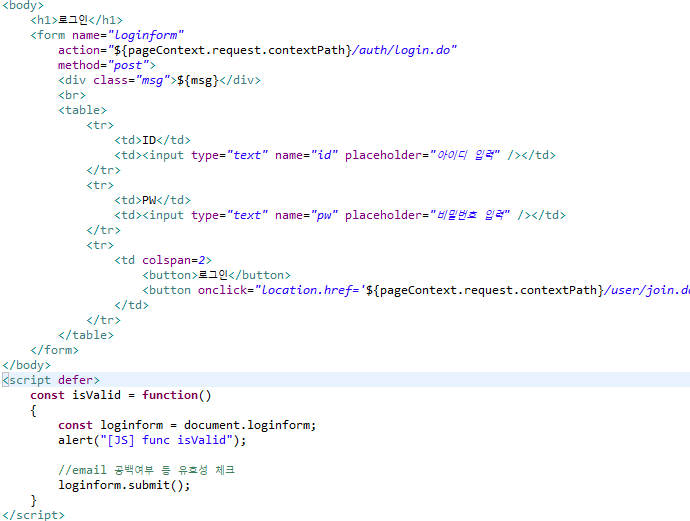 <body>
<h1>로그인</h1>
<form name="loginform"
action="${pageContext.request.contextPath}/auth/login.do"
method="post">
<div class="msg">${msg}</div>
<br>
<table>
<tr>
<td>ID</td>
<td><input type="text" name="id" placeholder="아이디 입력" /></td>
</tr>
<tr>
<td>PW</td>
<td><input type="text" name="pw" placeholder="비밀번호 입력" /></td>
</tr>
<tr>
<td colspan=2>
<button>로그인</button>
<button onclick="location.href='${pageContext.request.contextPath}/user/join.do
</td>
</tr>
</table>
</form>
</body>
<script defer>
const isValid = function()
{
const loginform = document.loginform;
alert("[JS] func isValid");
//email 공백여부 등 유효성 체크
loginform.submit();
}
</script>